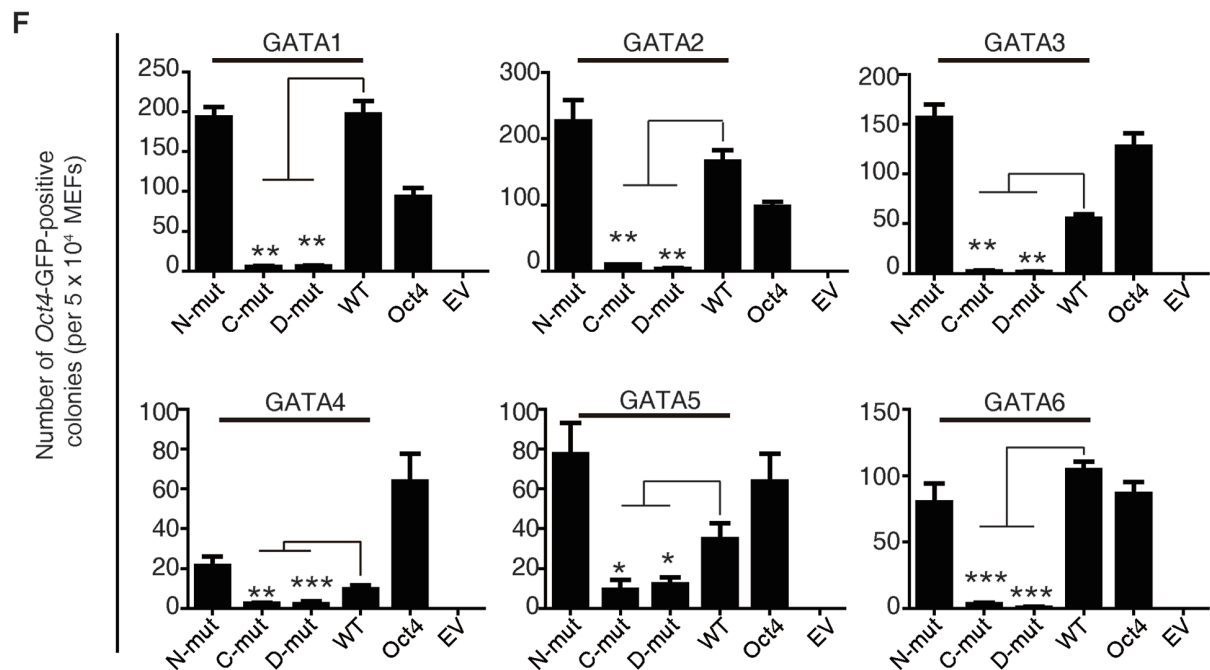 F
Number of Oct4-GFP-positive
colonies (per 5 x 10⁴ MEFs)
GATA1
250
200
150
100
50
0
**
**
N-mut
C-mut
D-mut
WT
Oct4
EV
GATA2
300
200
100
0
**
**
N-mut
C-mut
D-mut
WT
Oct4
EV
GATA3
200
150
100
50
0
**
**
N-mut
C-mut
D-mut
WT
Oct4
EV
GATA4
100
80
60
40
20
0
**
***
N-mut
C-mut
D-mut
WT
Oct4
EV
GATA5
100
80
60
40
20
0
*
*
N-mut
C-mut
D-mut
WT
Oct4
EV
GATA6
150
100
50
0
***
***
N-mut
C-mut
D-mut
WT
Oct4
EV